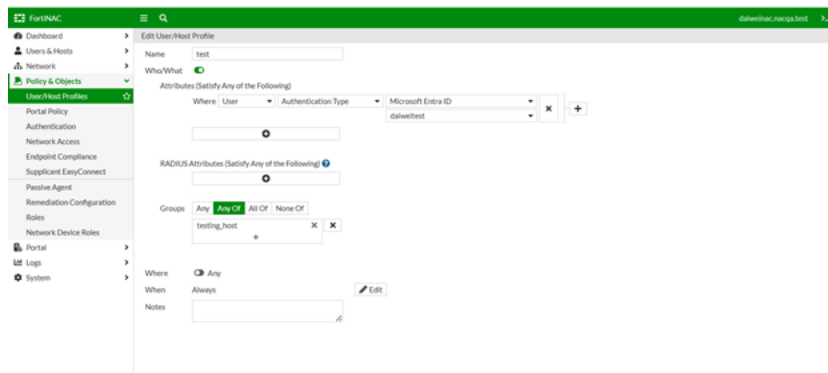 FortiNAC
dalweinac.nacqa.test
Dashboard
Users & Hosts
Network
Policy & Objects
User/Host Profiles
Portal Policy
Authentication
Network Access
Endpoint Compliance
Supplicant EasyConnect
Passive Agent
Remediation Configuration
Roles
Network Device Roles
Portal
Logs
System
Edit User/Host Profile
Name test
Who/What
Attributes (Satisfy Any of the Following)
Where User Authentication Type Microsoft Entra ID
dalweitest
RADIUS Attributes (Satisfy Any of the Following)
Groups Any Any Of All Of None Of
testing_host
Where Any
When Always Edit
Notes